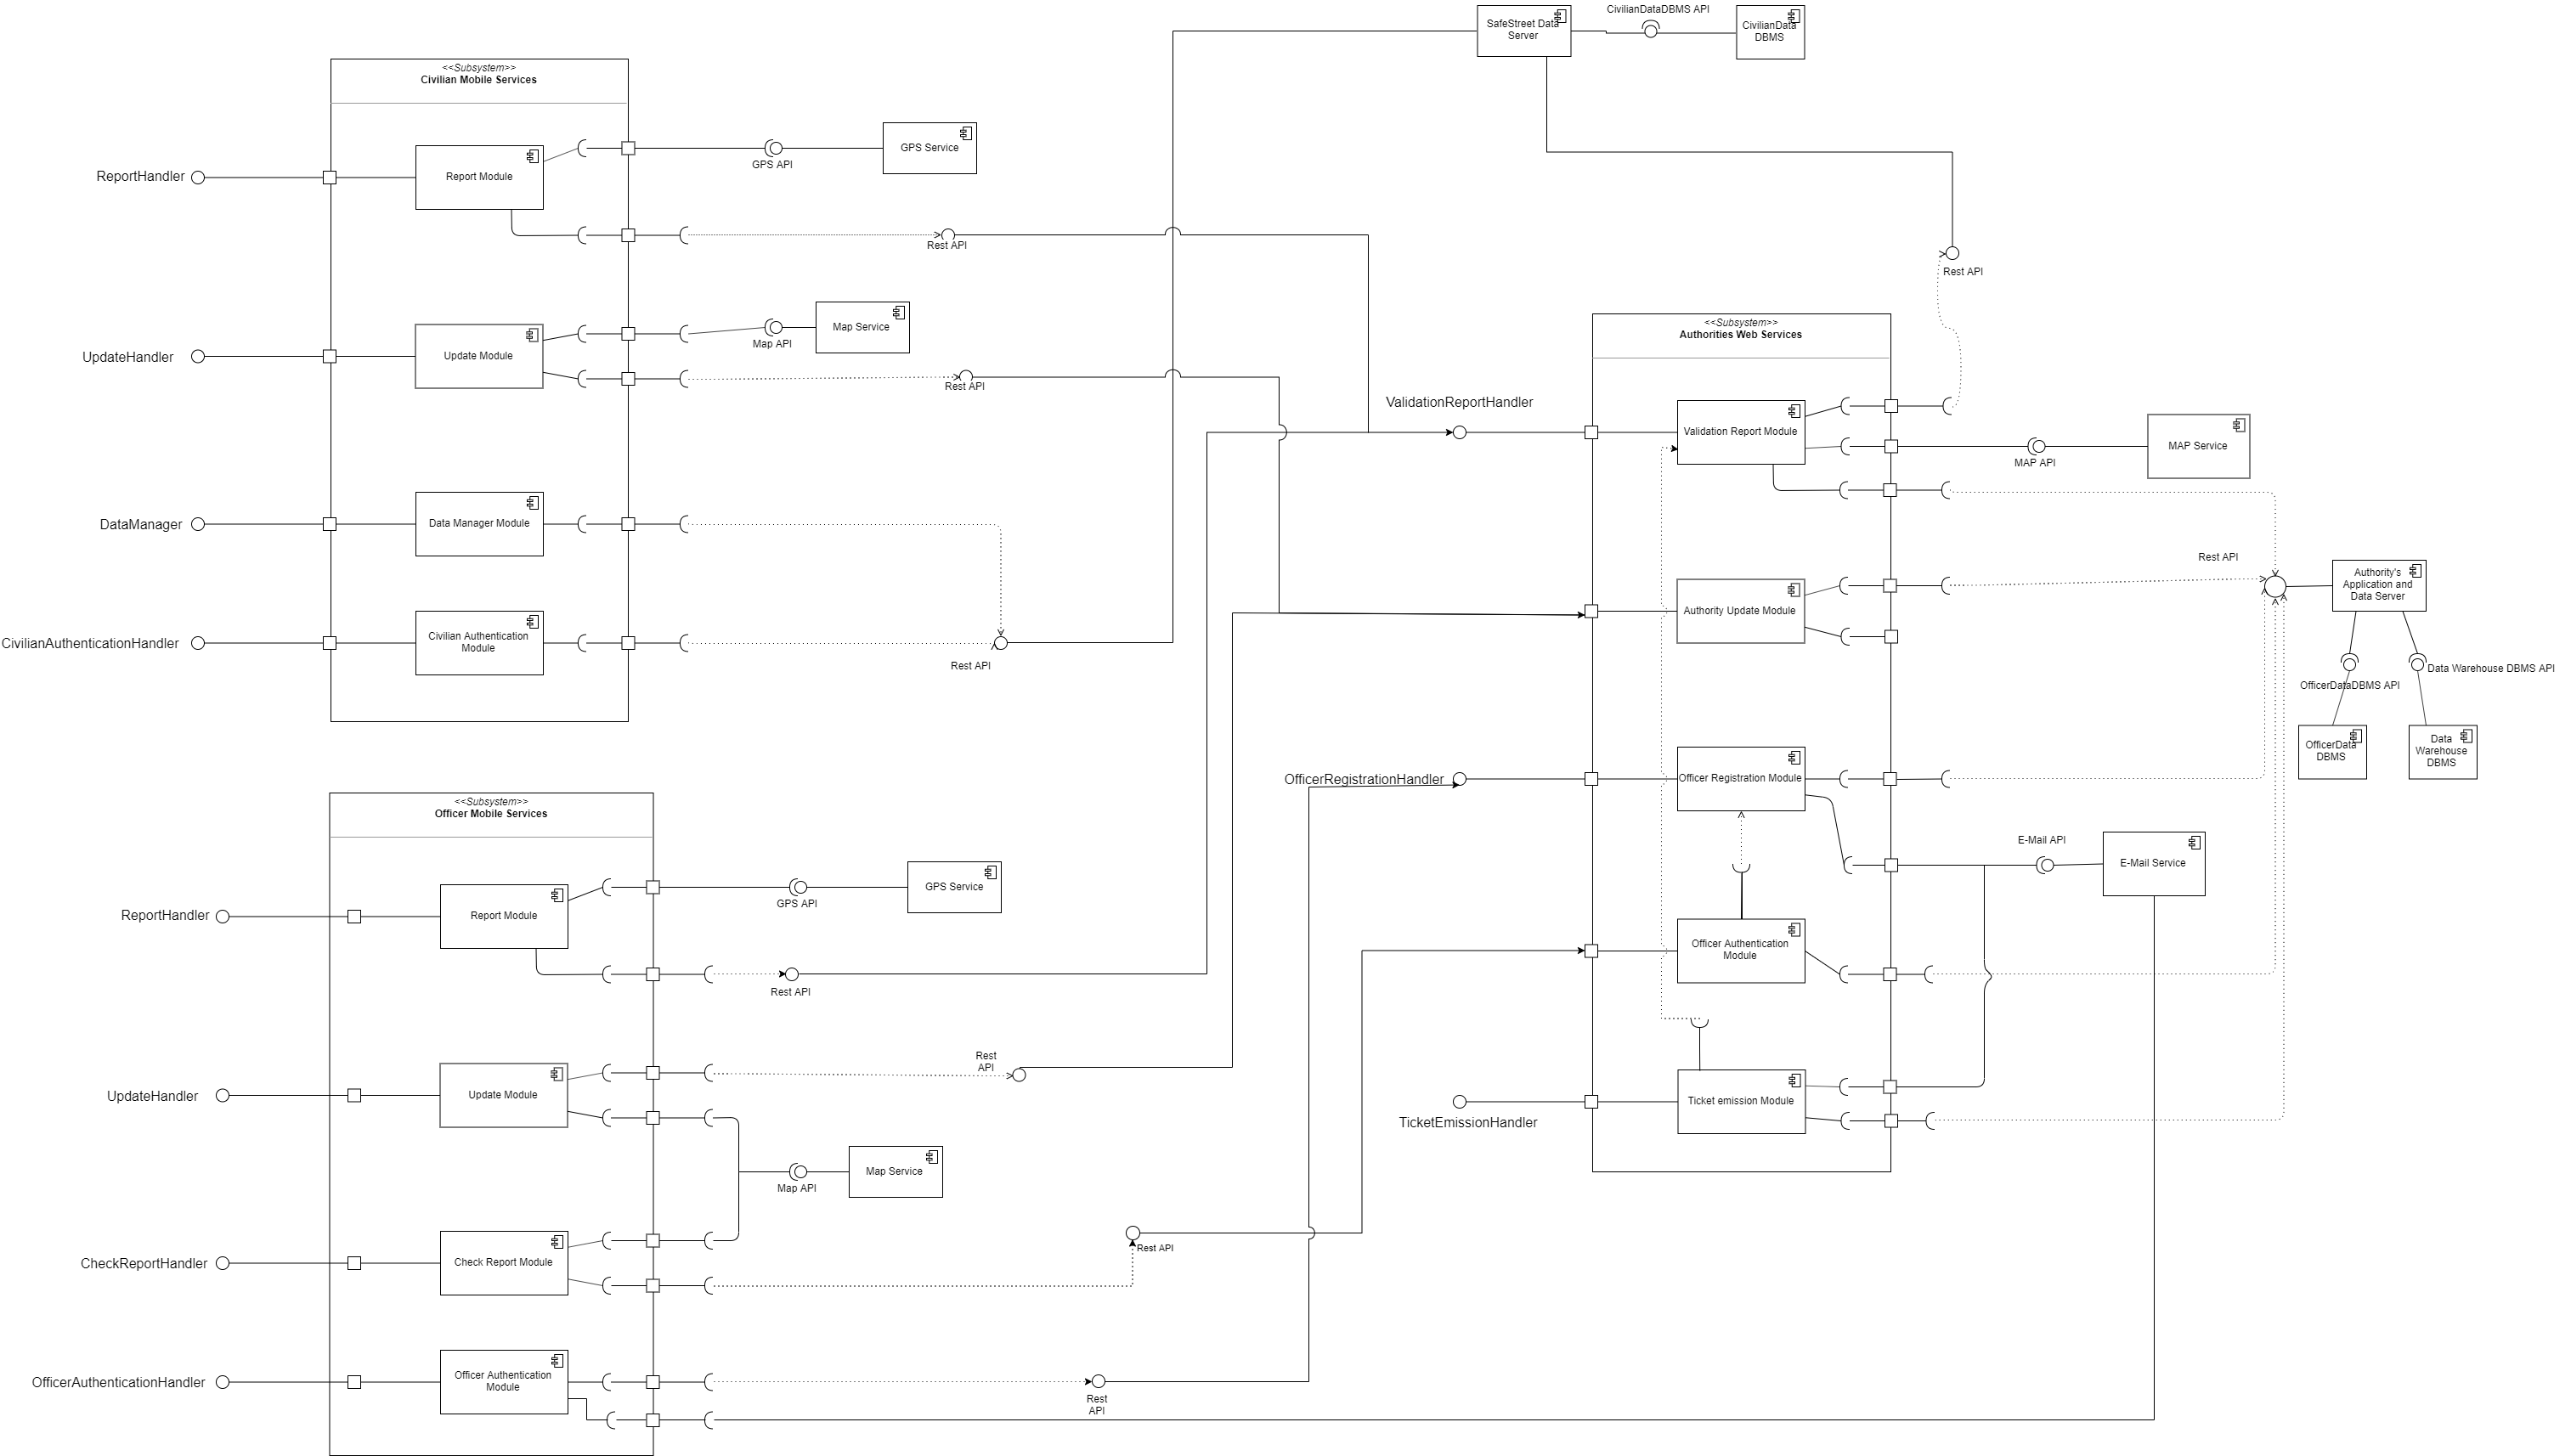 CivilianDataDBMS API
SafeStreet Data
Server
CivilianData
DBMS
<<Subsystem>>
Civilian Mobile Services
GPS Service
GPS API
ReportHandler
Report Module
Rest API
Rest API
<<Subsystem>>
Authorities Web Services
Map Service
Map API
UpdateHandler
Update Module
Rest API
ValidationReportHandler
Validation Report Module
MAP Service
MAP API
DataManager
Data Manager Module
Rest API
Authority's
Application and
Data Server
Authority Update Module
CivilianAuthenticationHandler
Civilian Authentication
Module
Rest API
Data Warehouse DBMS API
OfficerDataDBMS API
OfficerData
DBMS
Data
Warehouse
DBMS
OfficerRegistrationHandler
Officer Registration Module
<<Subsystem>>
Officer Mobile Services
E-Mail API
E-Mail Service
GPS Service
GPS API
ReportHandler
Report Module
Officer Authentication
Module
Rest API
Rest
API
UpdateHandler
Update Module
Ticket emission Module
TicketEmissionHandler
Map Service
Map API
Rest API
CheckReportHandler
Check Report Module
OfficerAuthenticationHandler
Officer Authentication
Module
Rest
API